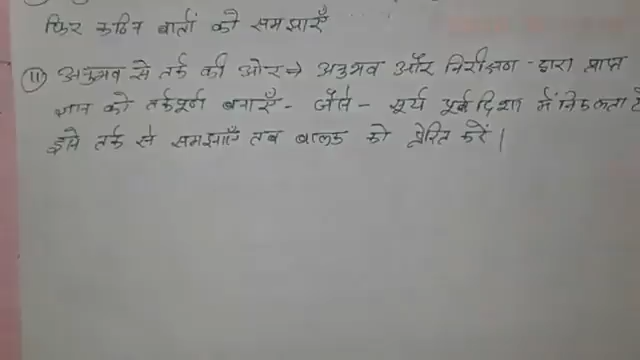 फिर कठिन बातों को समझाएँ
(11) अनुभव से तर्क की ओर → अनुभव और निरीक्षण - द्वारा प्राप्त
ज्ञान को तर्कपूर्ण बनाएँ - जैसे - सूर्य पूर्व दिशा में निकलता है
इसे तर्क से समझाएँ तब बालक को प्रेरित करें।